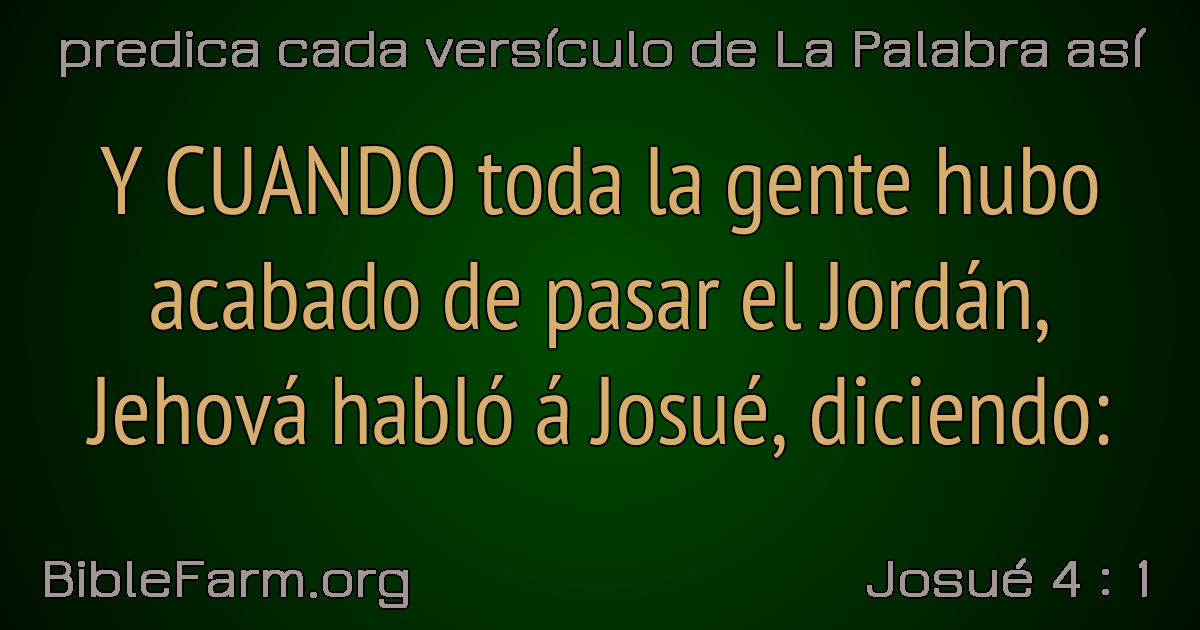 predica cada versículo de La Palabra así
Y CUANDO toda la gente hubo
acabado de pasar el Jordán,
Jehová habló á Josué, diciendo:
BibleFarm.org
Josué 4 : 1